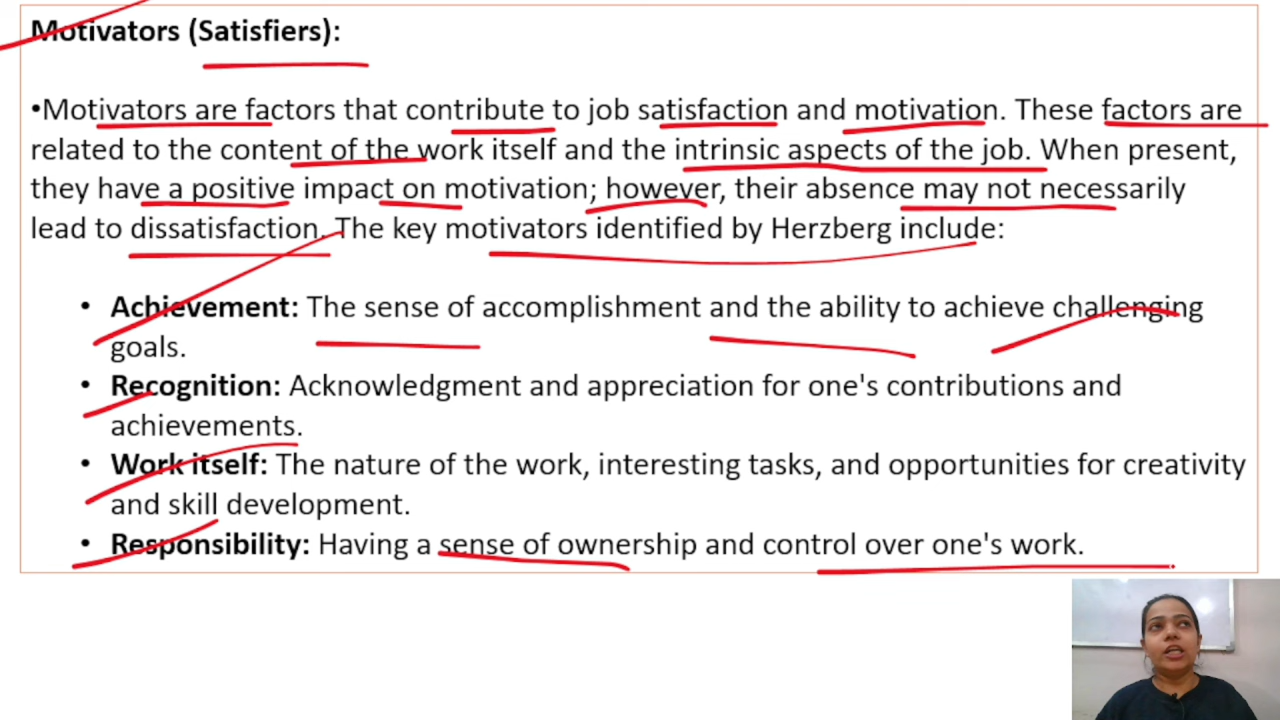 Motivators (Satisfiers):
•Motivators are factors that contribute to job satisfaction and motivation. These factors are
related to the content of the work itself and the intrinsic aspects of the job. When present,
they have a positive impact on motivation; however, their absence may not necessarily
lead to dissatisfaction. The key motivators identified by Herzberg include:
• Achievement: The sense of accomplishment and the ability to achieve challenging
goals.
• Recognition: Acknowledgment and appreciation for one's contributions and
achievements.
• Work itself: The nature of the work, interesting tasks, and opportunities for creativity
and skill development.
• Responsibility: Having a sense of ownership and control over one's work.